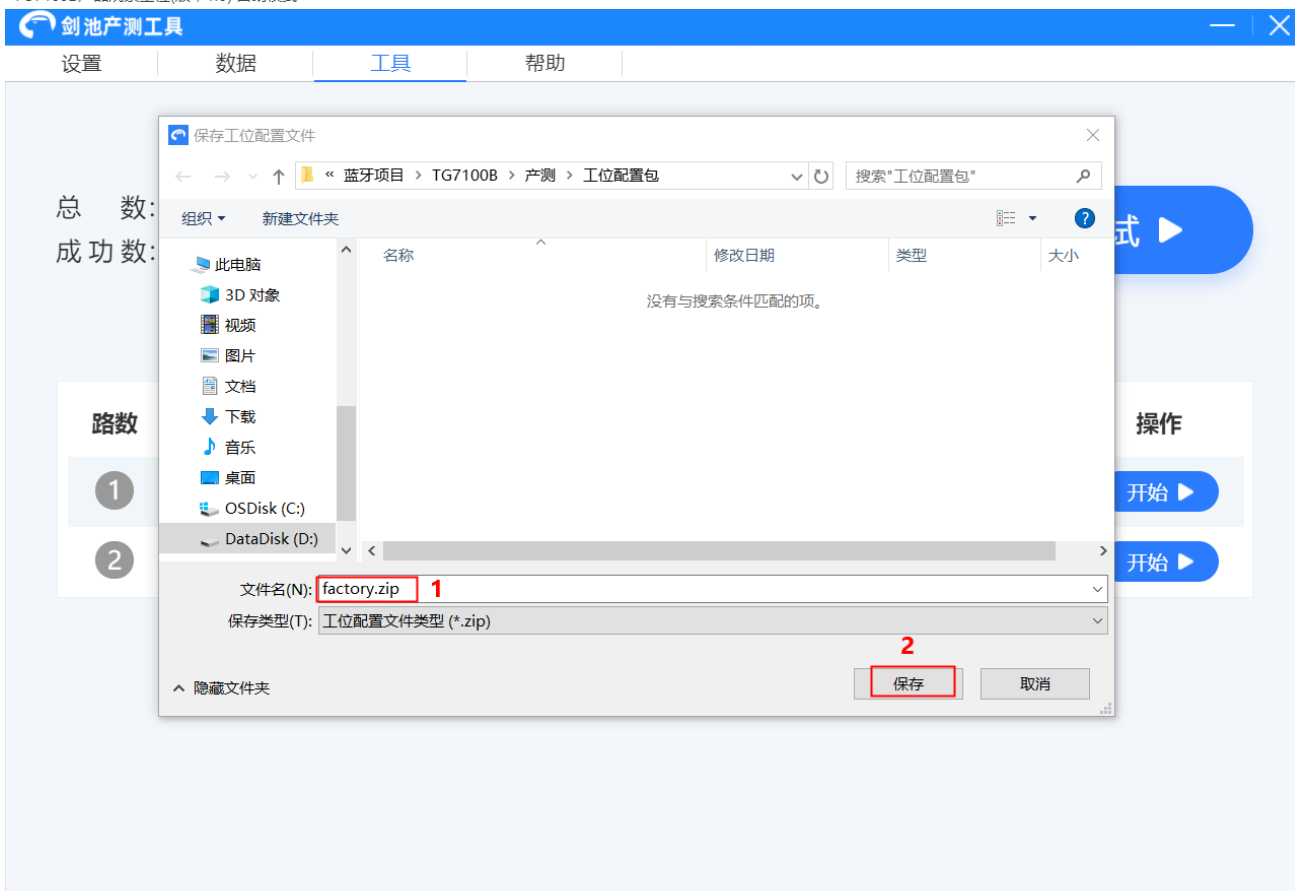 剑池产测工具
设置 数据 工具 帮助
保存工位配置文件
« 蓝牙项目 › TG7100B › 产测 › 工位配置包 搜索"工位配置包"
总 数:
成功数:
式
组织 新建文件夹
此电脑
3D 对象
视频
图片
文档
下载
音乐
桌面
OSDisk (C:)
DataDisk (D:)
名称 修改日期 类型 大小
没有与搜索条件匹配的项。
路数 操作
1 开始
2 开始
文件名(N): factory.zip 1
保存类型(T): 工位配置文件类型 (*.zip)
2
隐藏文件夹 保存 取消